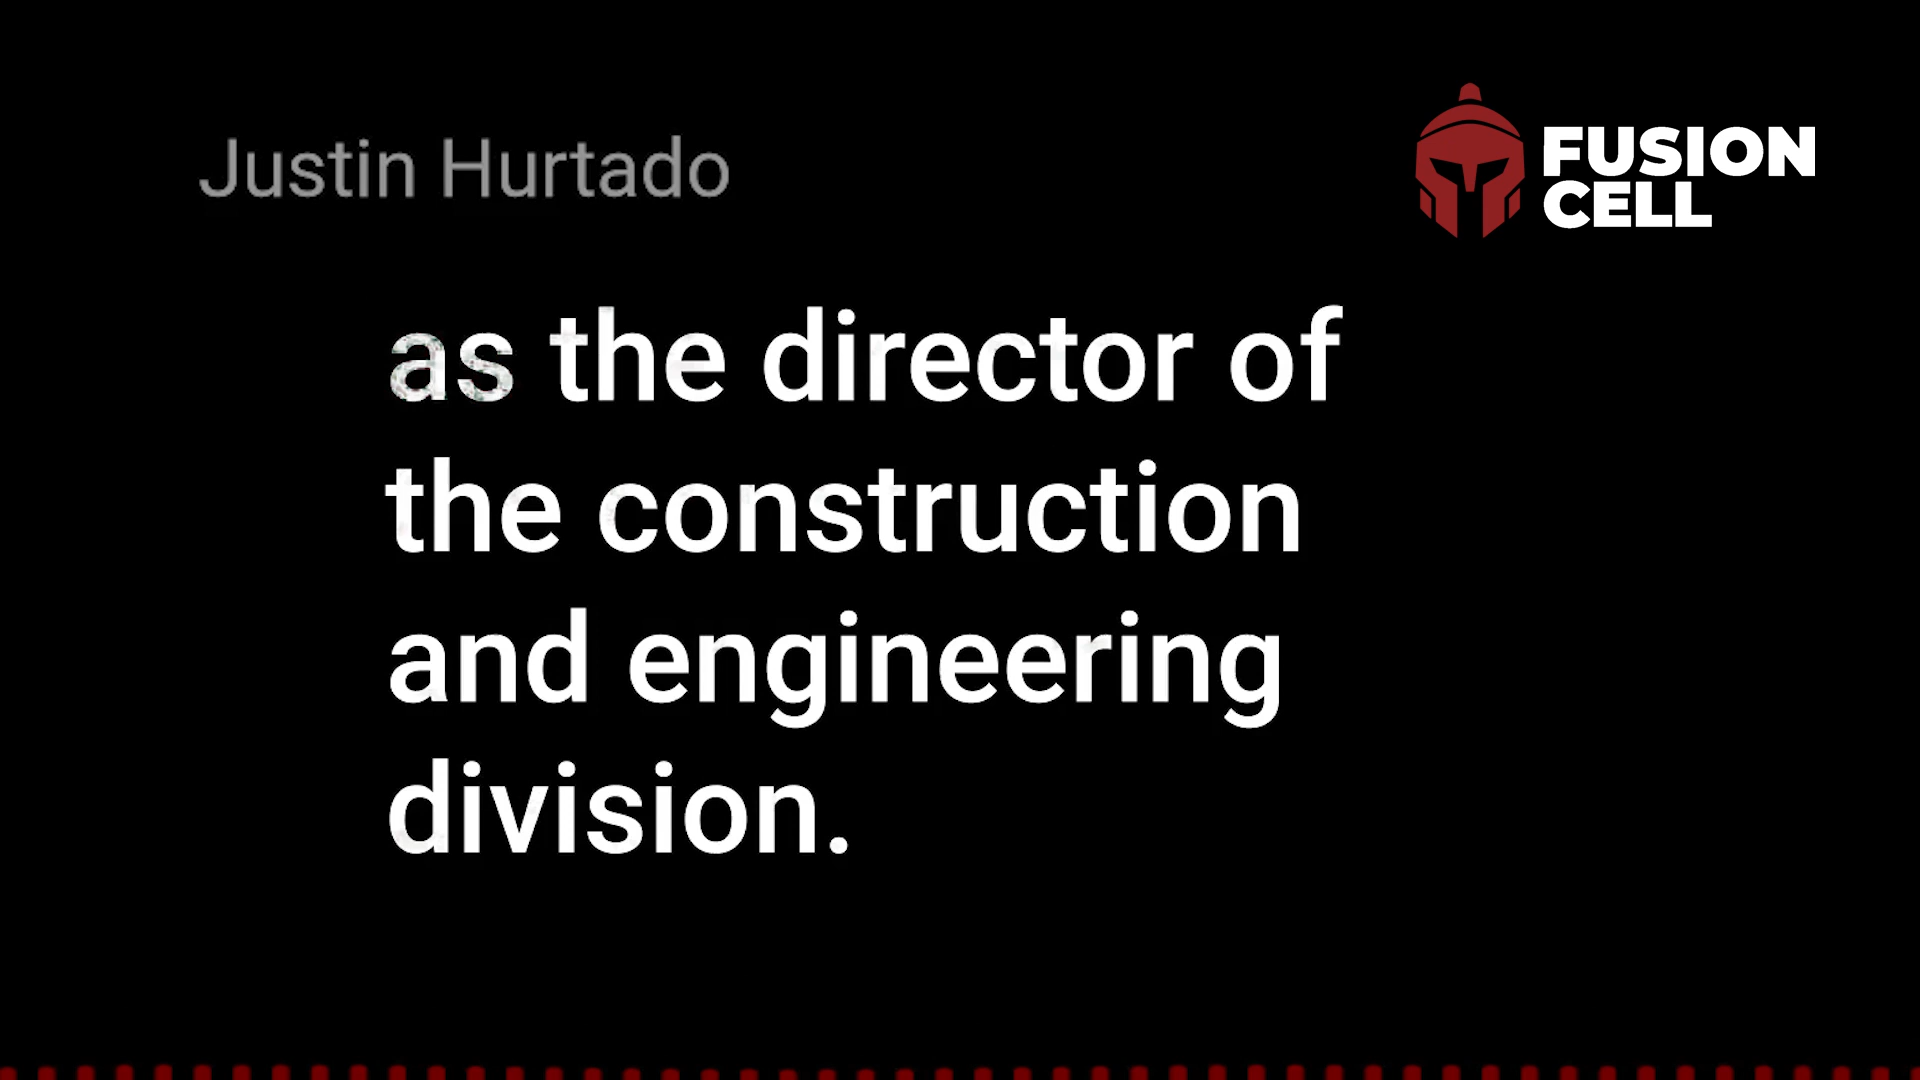 Justin Hurtado
FUSION
CELL
as the director of
the construction
and engineering
division.